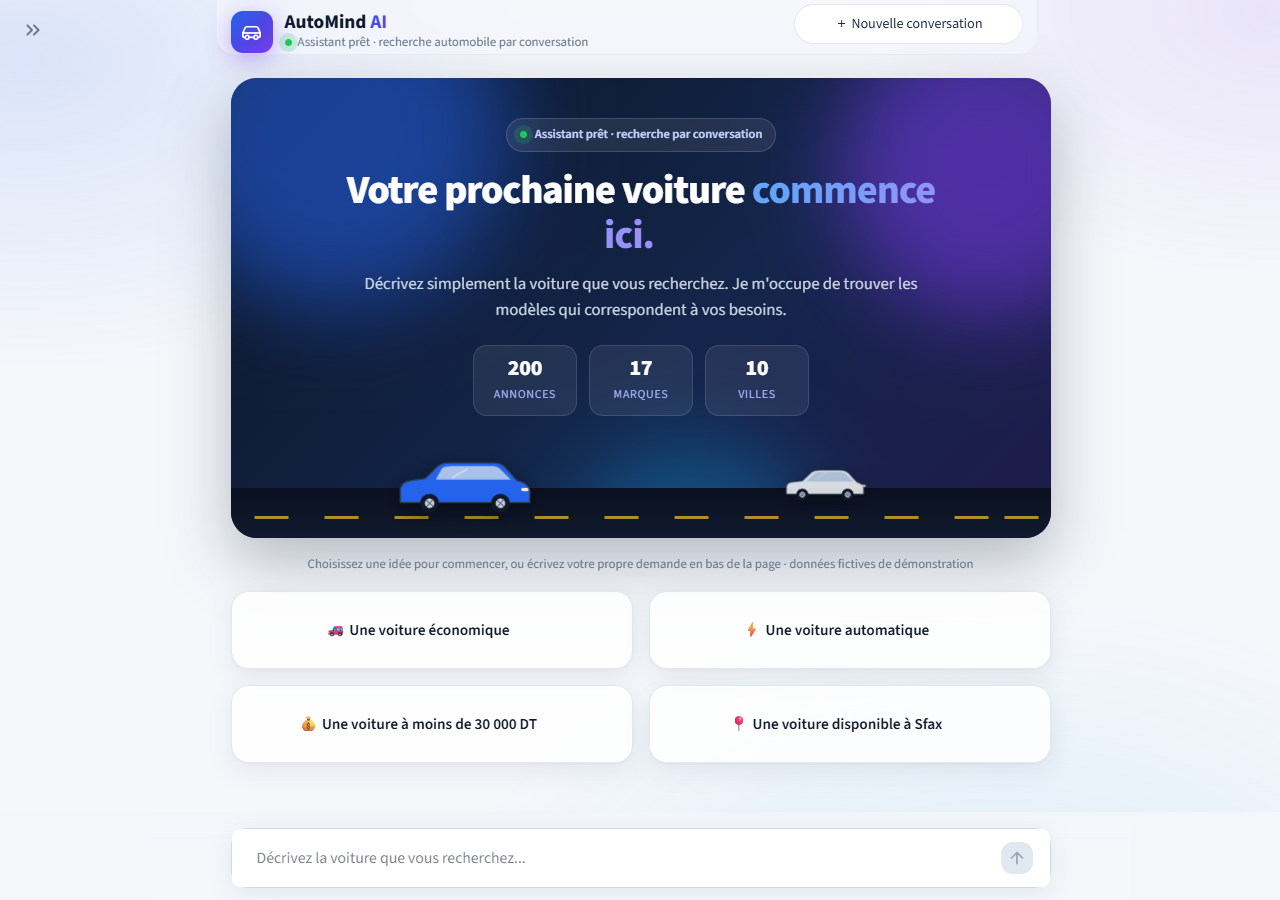 AutoMind AI
Assistant prêt · recherche automobile par conversation
+ Nouvelle conversation
Assistant prêt · recherche par conversation
Votre prochaine voiture commence
ici.
Décrivez simplement la voiture que vous recherchez. Je m'occupe de trouver les
modèles qui correspondent à vos besoins.
200
ANNONCES
17
MARQUES
10
VILLES
Choisissez une idée pour commencer, ou écrivez votre propre demande en bas de la page · données fictives de démonstration
Une voiture économique
Une voiture automatique
Une voiture à moins de 30 000 DT
Une voiture disponible à Sfax
Décrivez la voiture que vous recherchez...